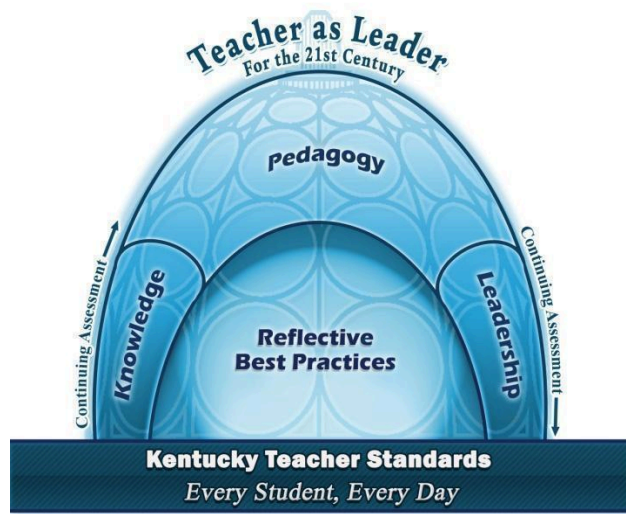 Teacher as Leader
For the 21st Century
Pedagogy
Continuing Assessment
Continuing Assessment
Knowledge
Leadership
Reflective
Best Practices
Kentucky Teacher Standards
Every Student, Every Day